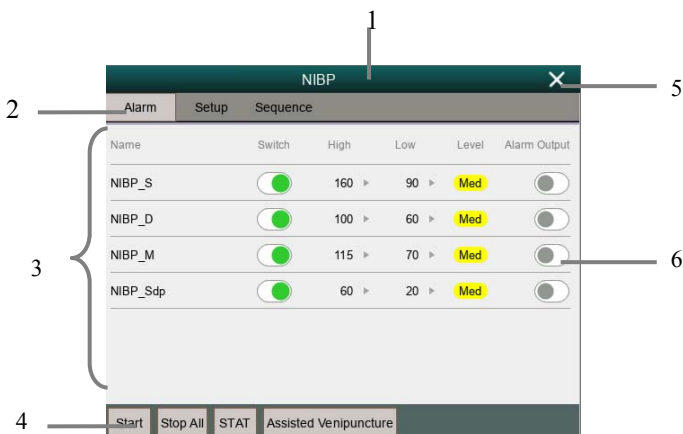 1
NIBP
5
2
Alarm Setup Sequence
Name Switch High Low Level Alarm Output
NIBP_S 160 90 Med
NIBP_D 100 60 Med
NIBP_M 115 70 Med
6
3
NIBP_Sdp 60 20 Med
4
Start Stop All STAT Assisted Venipuncture